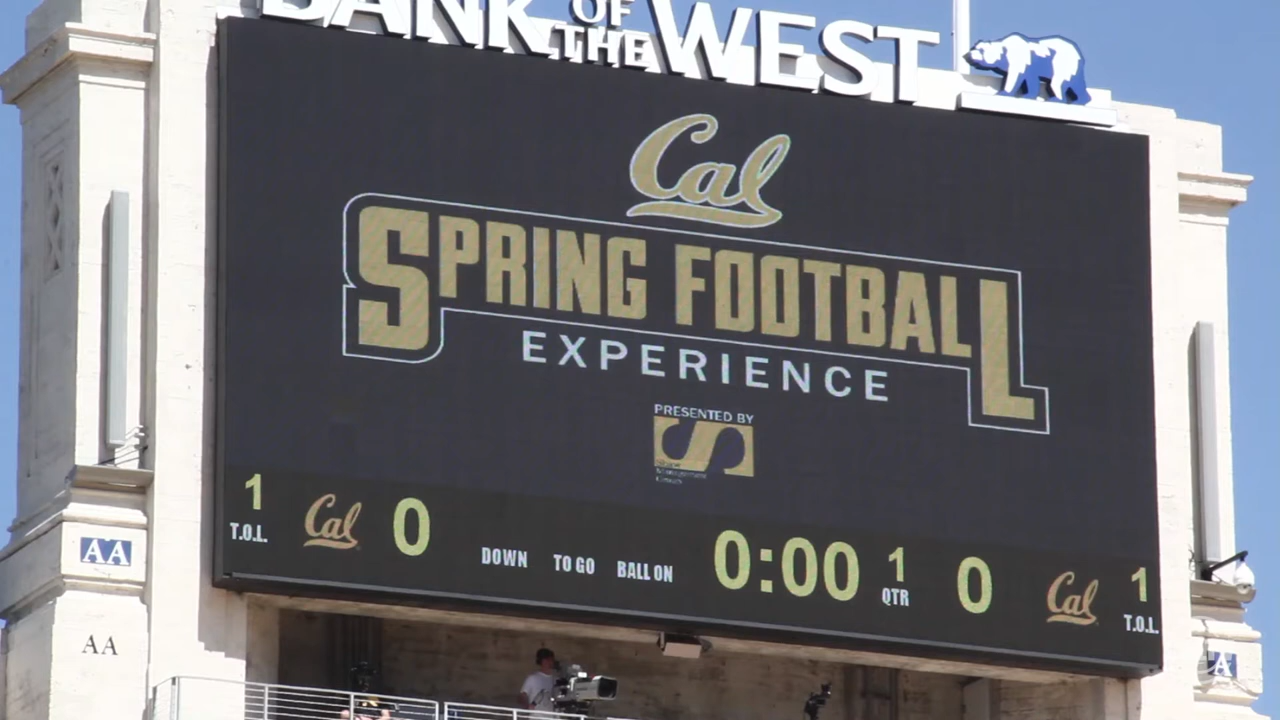 BANK OF THE WEST
Cal
SPRING FOOTBALL
EXPERIENCE
PRESENTED BY
S
1 Cal 0 0:00 1 0 Cal 1
T.O.L. DOWN TO GO BALL ON QTR T.O.L.
AA
AA
A